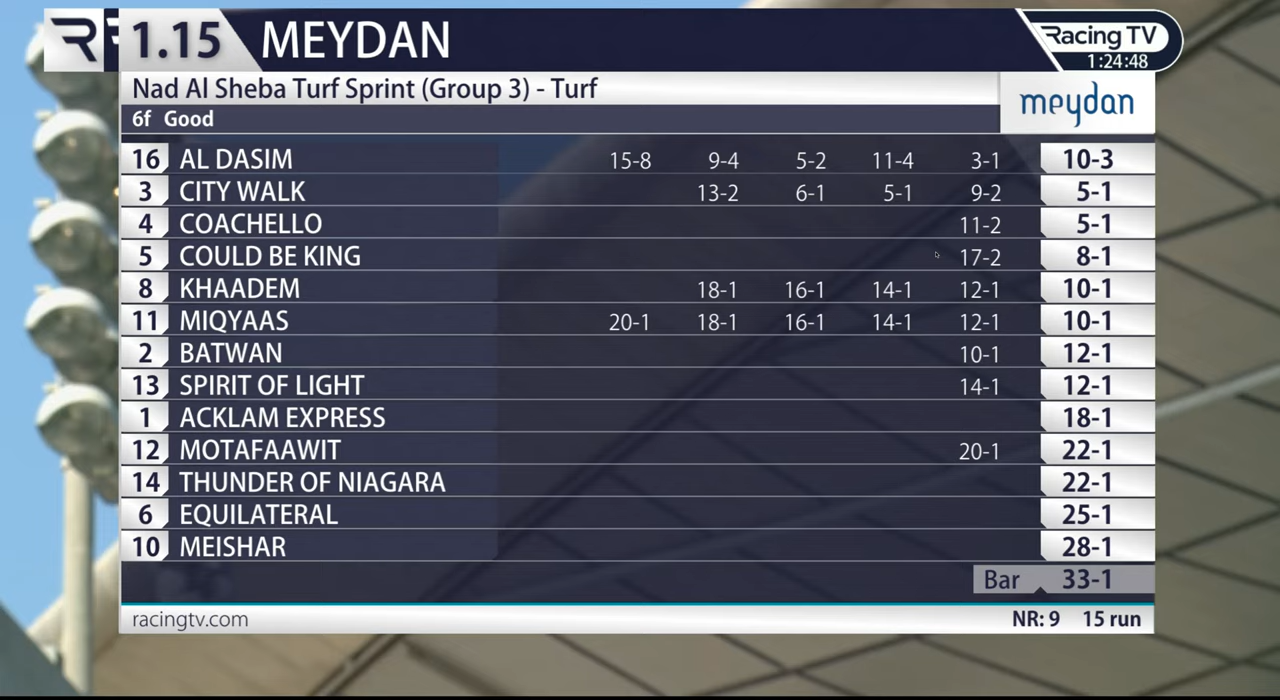 1.15 MEYDAN
Racing TV
1:24:48
Nad Al Sheba Turf Sprint (Group 3) - Turf
meydan
6f Good
16 AL DASIM 15-8 9-4 5-2 11-4 3-1 10-3
3 CITY WALK 13-2 6-1 5-1 9-2 5-1
4 COACHELLO 11-2 5-1
5 COULD BE KING 17-2 8-1
8 KHAADEM 18-1 16-1 14-1 12-1 10-1
11 MIQYAAS 20-1 18-1 16-1 14-1 12-1 10-1
2 BATWAN 10-1 12-1
13 SPIRIT OF LIGHT 14-1 12-1
1 ACKLAM EXPRESS 18-1
12 MOTAFAAWIT 20-1 22-1
14 THUNDER OF NIAGARA 22-1
6 EQUILATERAL 25-1
10 MEISHAR 28-1
Bar 33-1
racingtv.com NR: 9 15 run